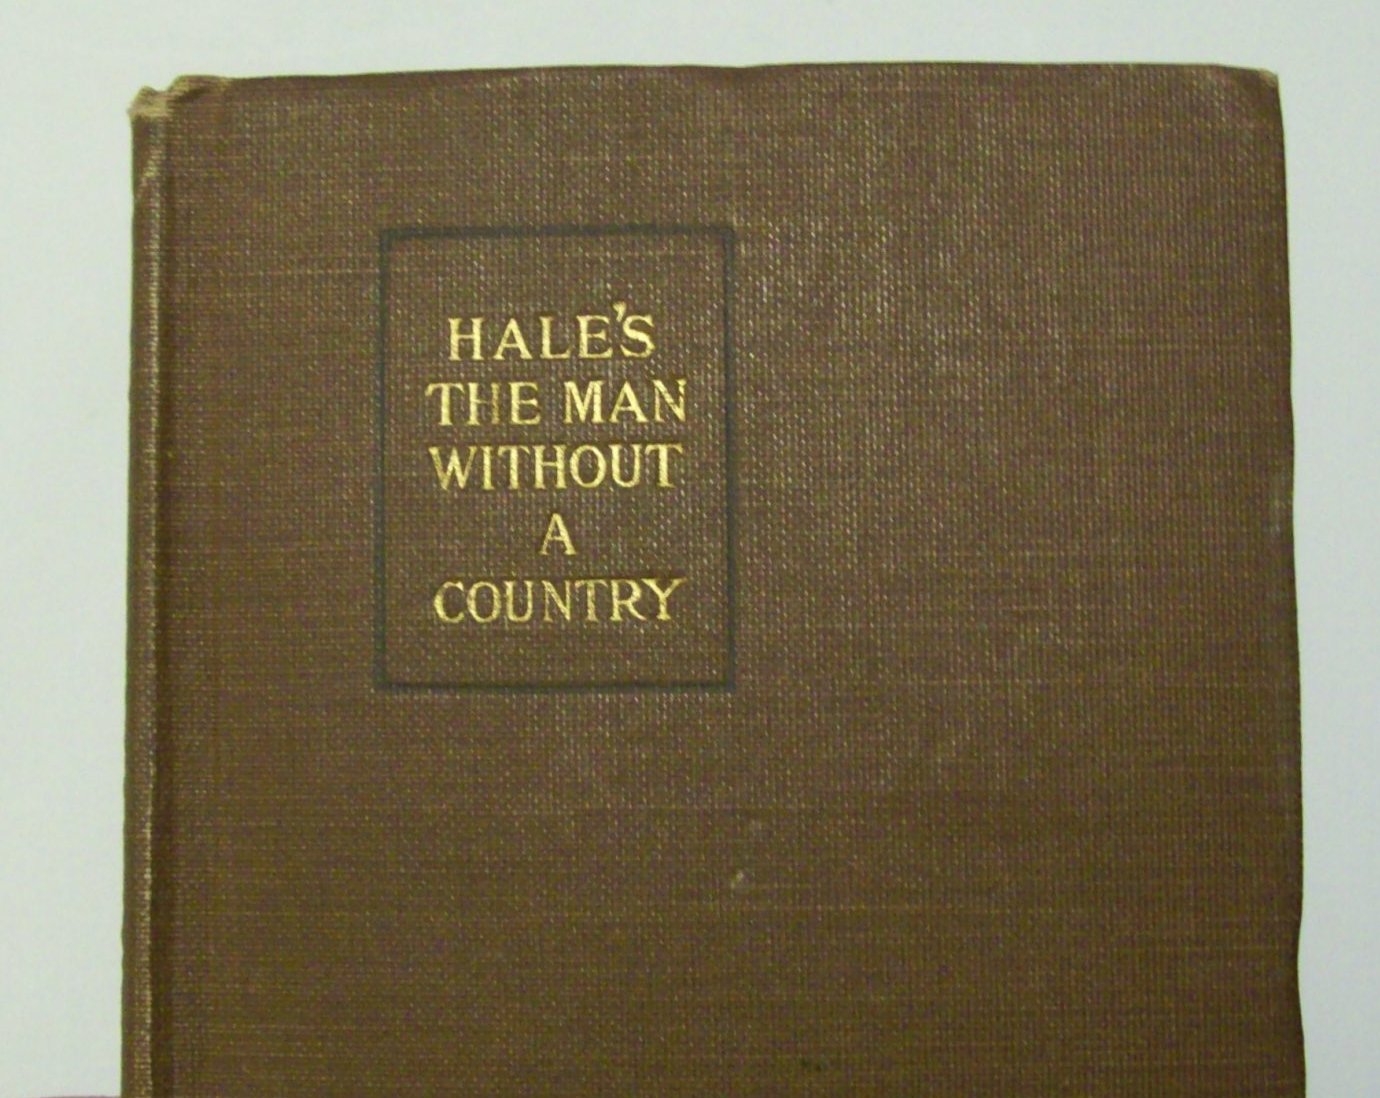 HALE'S
THE MAN
WITHOUT
A
COUNTRY